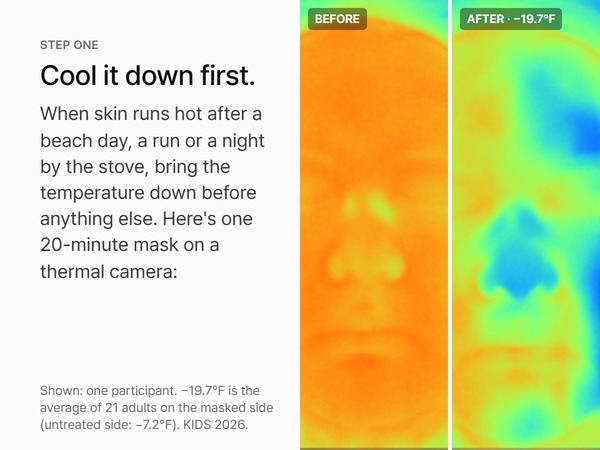 STEP ONE
Cool it down first.
When skin runs hot after a
beach day, a run or a night
by the stove, bring the
temperature down before
anything else. Here's one
20-minute mask on a
thermal camera:
Shown: one participant. −19.7°F is the
average of 21 adults on the masked side
(untreated side: −7.2°F). KIDS 2026.
BEFORE
AFTER · −19.7°F